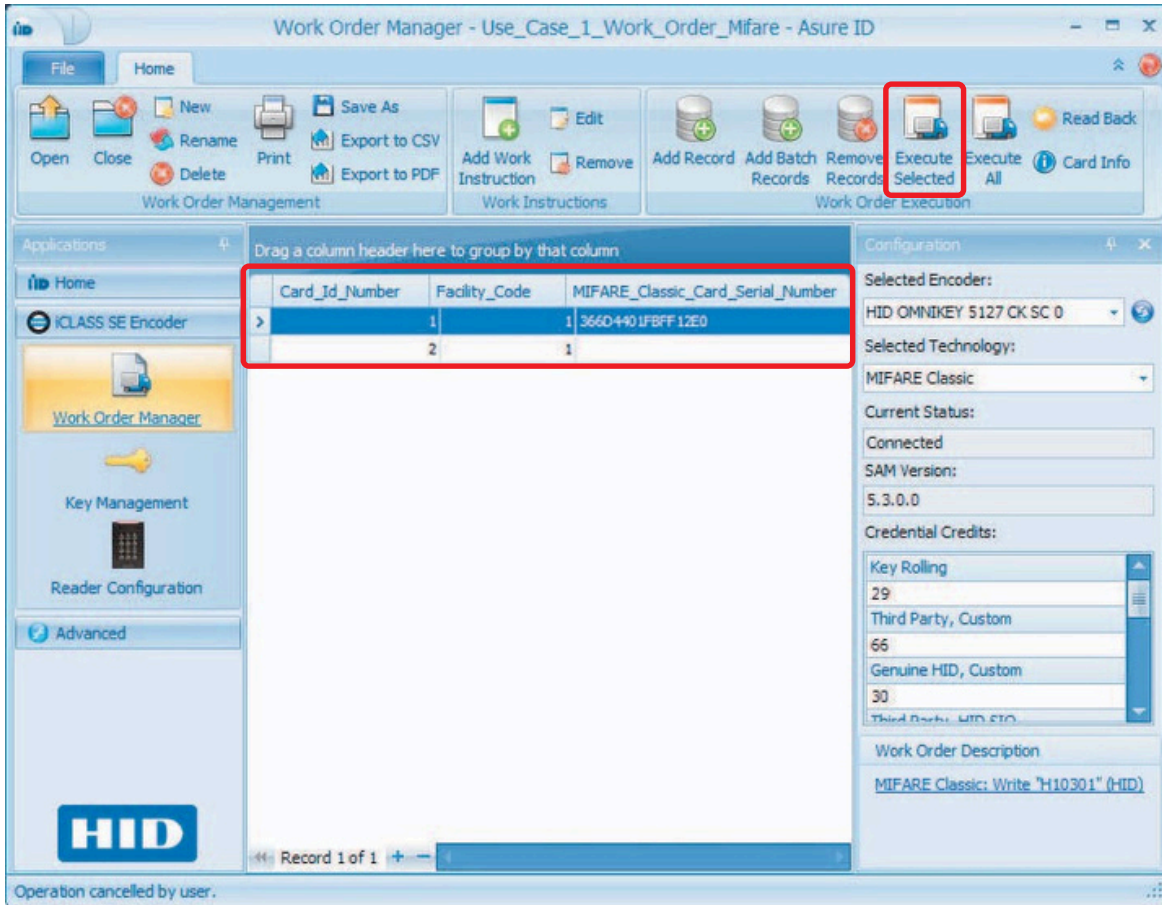 Work Order Manager - Use_Case_1_Work_Order_Mifare - Asure ID
File
Home
Open
Close
New
Rename
Delete
Print
Save As
Export to CSV
Export to PDF
Work Order Management
Add Work
Instruction
Edit
Remove
Work Instructions
Add Record
Add Batch
Records
Remove
Records
Execute
Selected
Execute
All
Read Back
Card Info
Work Order Execution
Applications
Home
iCLASS SE Encoder
Work Order Manager
Key Management
Reader Configuration
Advanced
HID
Drag a column header here to group by that column
Card_Id_Number Facility_Code MIFARE_Classic_Card_Serial_Number
1 1 366D4401FBFF12E0
2 1
Record 1 of 1
Configuration
Selected Encoder:
HID OMNIKEY 5127 CK SC 0
Selected Technology:
MIFARE Classic
Current Status:
Connected
SAM Version:
5.3.0.0
Credential Credits:
Key Rolling
29
Third Party, Custom
66
Genuine HID, Custom
30
Third Party, HID SIO
Work Order Description
MIFARE Classic: Write "H10301" (HID)
Operation cancelled by user.